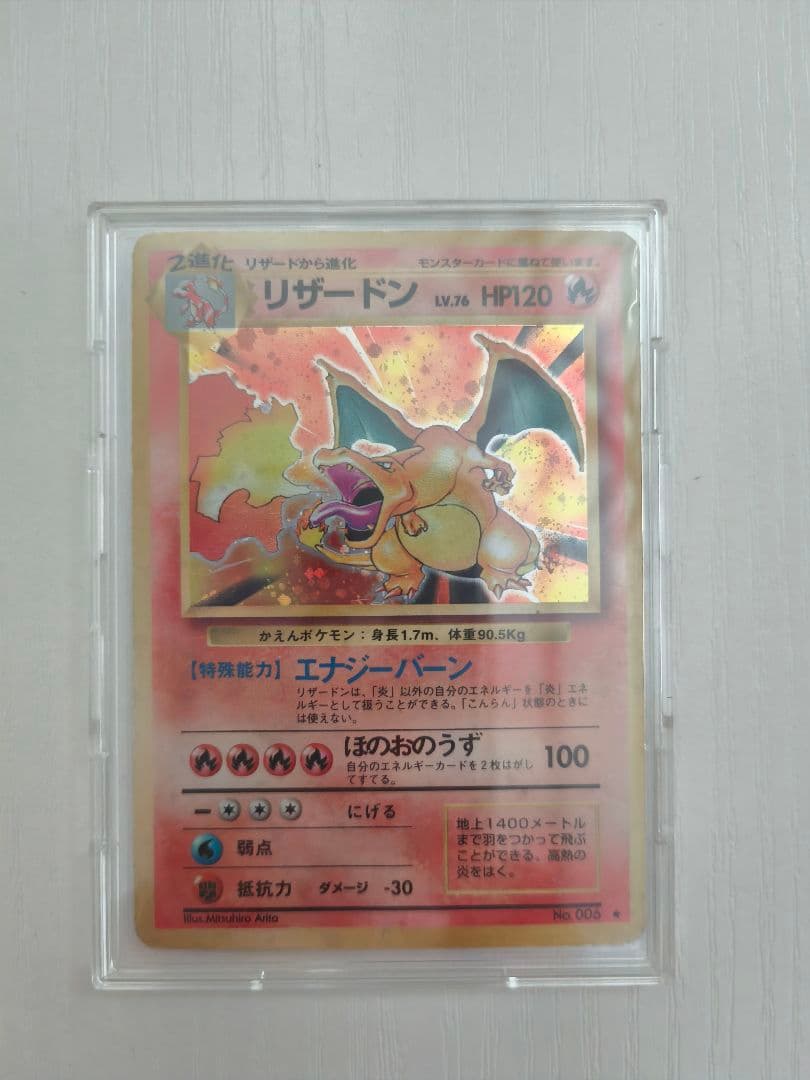 2進化 リザードから進化 モンスターカードに重ねて使います。
リザードン LV.76 HP120
かえんポケモン：身長1.7m、体重90.5Kg
【特殊能力】エナジーバーン
リザードンは、「炎」以外の自分のエネルギーを「炎」エネ
ルギーとして扱うことができる。「こんらん」状態のときに
は使えない。
ほのおのうず 100
自分のエネルギーカードを2枚はがし
てすてる。
にげる
弱点
抵抗力 ダメージ -30
地上1400メートル
まで羽をつかって飛ぶ
ことができる。高熱の
炎をはく。
Illus.Mitsuhiro Arita No. 006 ★